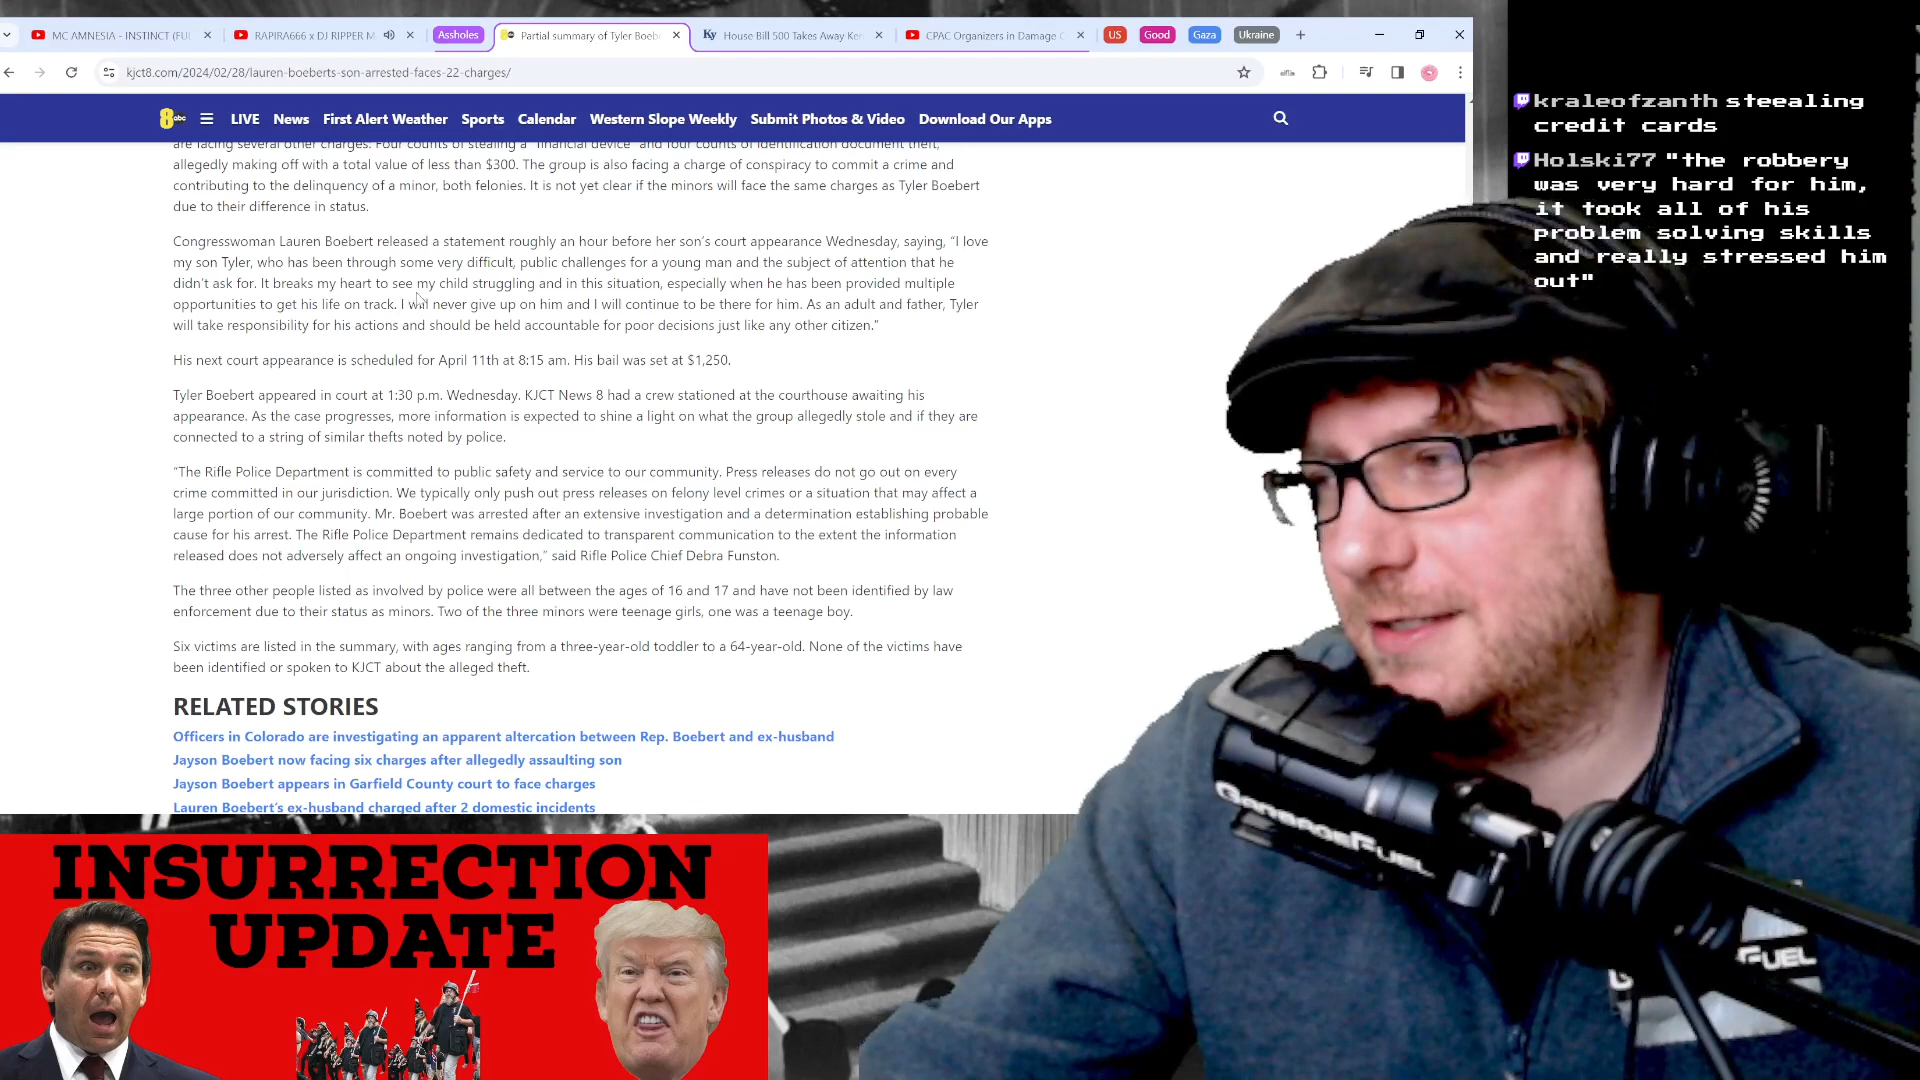 MC AMNESIA - INSTINCT (FUL
RAPIRA666 x DJ RIPPER M
Assholes
Partial summary of Tyler Boeb
House Bill 500 Takes Away Ke
CPAC Organizers in Damage C
US
Good
Gaza
Ukraine
kjct8.com/2024/02/28/lauren-boeberts-son-arrested-faces-22-charges/
8 abc
LIVE
News
First Alert Weather
Sports
Calendar
Western Slope Weekly
Submit Photos & Video
Download Our Apps
are facing several other charges: Four counts of stealing a "financial device" and four counts of identification document theft,
allegedly making off with a total value of less than $300. The group is also facing a charge of conspiracy to commit a crime and
contributing to the delinquency of a minor, both felonies. It is not yet clear if the minors will face the same charges as Tyler Boebert
due to their difference in status.
Congresswoman Lauren Boebert released a statement roughly an hour before her son's court appearance Wednesday, saying, "I love
my son Tyler, who has been through some very difficult, public challenges for a young man and the subject of attention that he
didn't ask for. It breaks my heart to see my child struggling and in this situation, especially when he has been provided multiple
opportunities to get his life on track. I will never give up on him and I will continue to be there for him. As an adult and father, Tyler
will take responsibility for his actions and should be held accountable for poor decisions just like any other citizen."
His next court appearance is scheduled for April 11th at 8:15 am. His bail was set at $1,250.
Tyler Boebert appeared in court at 1:30 p.m. Wednesday. KJCT News 8 had a crew stationed at the courthouse awaiting his
appearance. As the case progresses, more information is expected to shine a light on what the group allegedly stole and if they are
connected to a string of similar thefts noted by police.
"The Rifle Police Department is committed to public safety and service to our community. Press releases do not go out on every
crime committed in our jurisdiction. We typically only push out press releases on felony level crimes or a situation that may affect a
large portion of our community. Mr. Boebert was arrested after an extensive investigation and a determination establishing probable
cause for his arrest. The Rifle Police Department remains dedicated to transparent communication to the extent the information
released does not adversely affect an ongoing investigation," said Rifle Police Chief Debra Funston.
The three other people listed as involved by police were all between the ages of 16 and 17 and have not been identified by law
enforcement due to their status as minors. Two of the three minors were teenage girls, one was a teenage boy.
Six victims are listed in the summary, with ages ranging from a three-year-old toddler to a 64-year-old. None of the victims have
been identified or spoken to KJCT about the alleged theft.
RELATED STORIES
Officers in Colorado are investigating an apparent altercation between Rep. Boebert and ex-husband
Jayson Boebert now facing six charges after allegedly assaulting son
Jayson Boebert appears in Garfield County court to face charges
Lauren Boebert's ex-husband charged after 2 domestic incidents
kraleofzanth steealing
credit cards
Holski77 "the robbery
was very hard for him,
it took all of his
problem solving skills
and really stressed him
out"
INSURRECTION
UPDATE
GARBAGEFUEL
FUEL